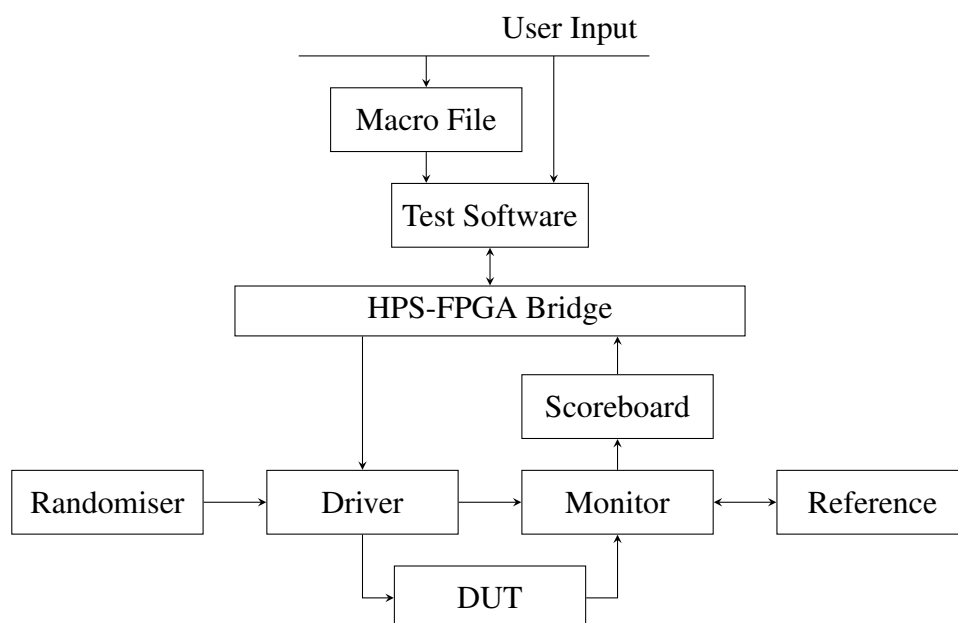 User Input
Macro File
Test Software
HPS-FPGA Bridge
Scoreboard
Randomiser
Driver
Monitor
Reference
DUT